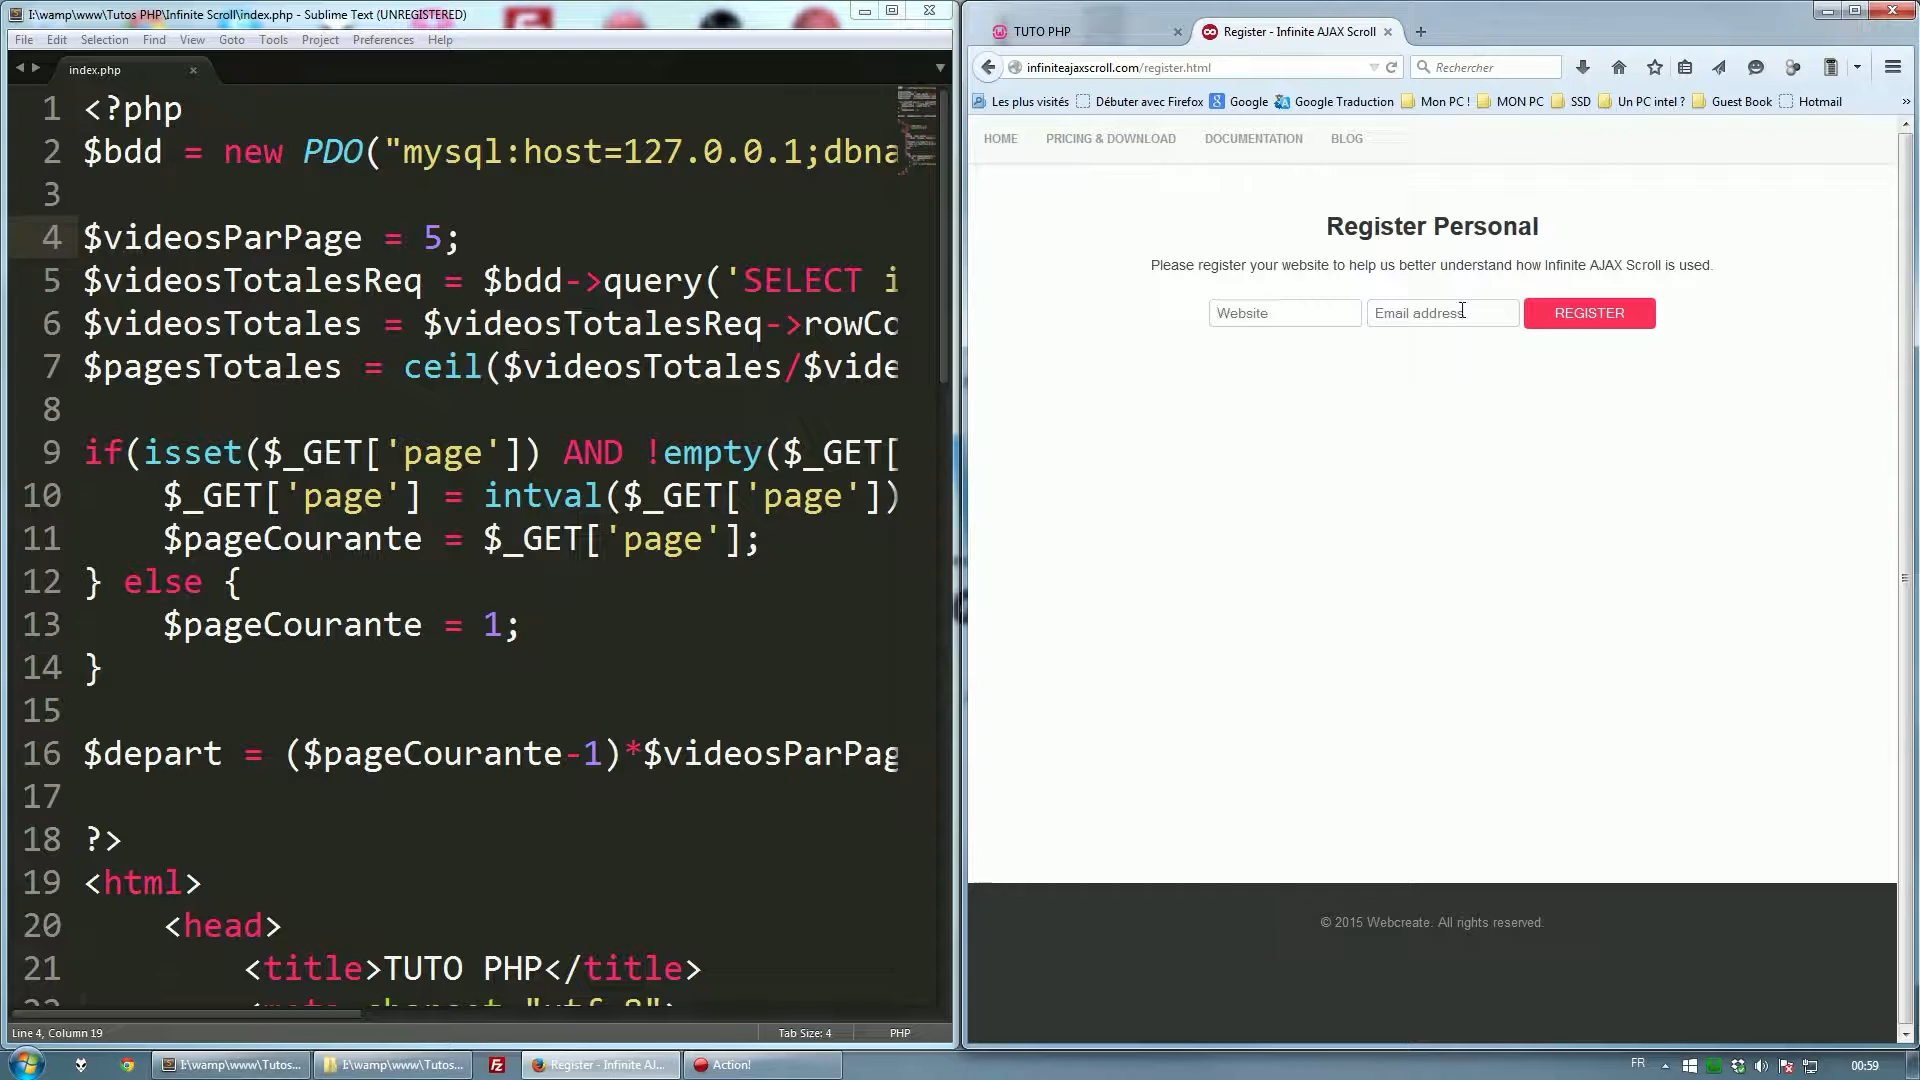 I:\wamp\www\Tutos PHP\Infinite Scroll\index.php - Sublime Text (UNREGISTERED)
File Edit Selection Find View Goto Tools Project Preferences Help
index.php
1 <?php
2 $bdd = new PDO("mysql:host=127.0.0.1;dbna
3
4 $videosParPage = 5;
5 $videosTotalesReq = $bdd->query('SELECT i
6 $videosTotales = $videosTotalesReq->rowCo
7 $pagesTotales = ceil($videosTotales/$vide
8
9 if(isset($_GET['page']) AND !empty($_GET[
10 $_GET['page'] = intval($_GET['page'])
11 $pageCourante = $_GET['page'];
12 } else {
13 $pageCourante = 1;
14 }
15
16 $depart = ($pageCourante-1)*$videosParPag
17
18 ?>
19 <html>
20 <head>
21 <title>TUTO PHP</title>
Line 4, Column 19
Tab Size: 4
PHP
TUTO PHP
Register - Infinite AJAX Scroll
infiniteajaxscroll.com/register.html
Rechercher
Les plus visités Débuter avec Firefox Google Google Traduction Mon PC ! MON PC SSD Un PC intel ? Guest Book Hotmail
HOME PRICING & DOWNLOAD DOCUMENTATION BLOG
Register Personal
Please register your website to help us better understand how Infinite AJAX Scroll is used.
Website
Email address
REGISTER
© 2015 Webcreate. All rights reserved.
I:\wamp\www\Tutos...
I:\wamp\www\Tutos...
Register - Infinite AJ...
Action!
FR
00:59